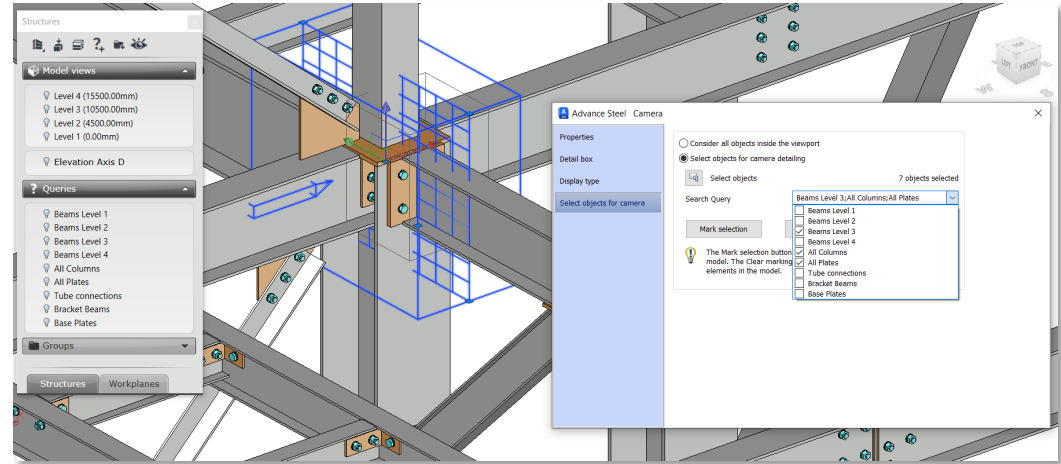 Structures
Model views
Level 4 (15500.00mm)
Level 3 (10500.00mm)
Level 2 (4500.00mm)
Level 1 (0.00mm)
Elevation Axis D
? Queries
Beams Level 1
Beams Level 2
Beams Level 3
Beams Level 4
All Columns
All Plates
Tube connections
Bracket Beams
Base Plates
Groups
Structures Workplanes
TOP
LEFT FRONT
W
Advance Steel Camera
Properties
Detail box
Display type
Select objects for camera
Consider all objects inside the viewport
Select objects for camera detailing
Select objects 7 objects selected
Search Query Beams Level 3;All Columns;All Plates
Beams Level 1
Beams Level 2
Beams Level 3
Beams Level 4
All Columns
All Plates
Tube connections
Bracket Beams
Base Plates
Mark selection
The Mark selection button
model. The Clear marking
elements in the model.